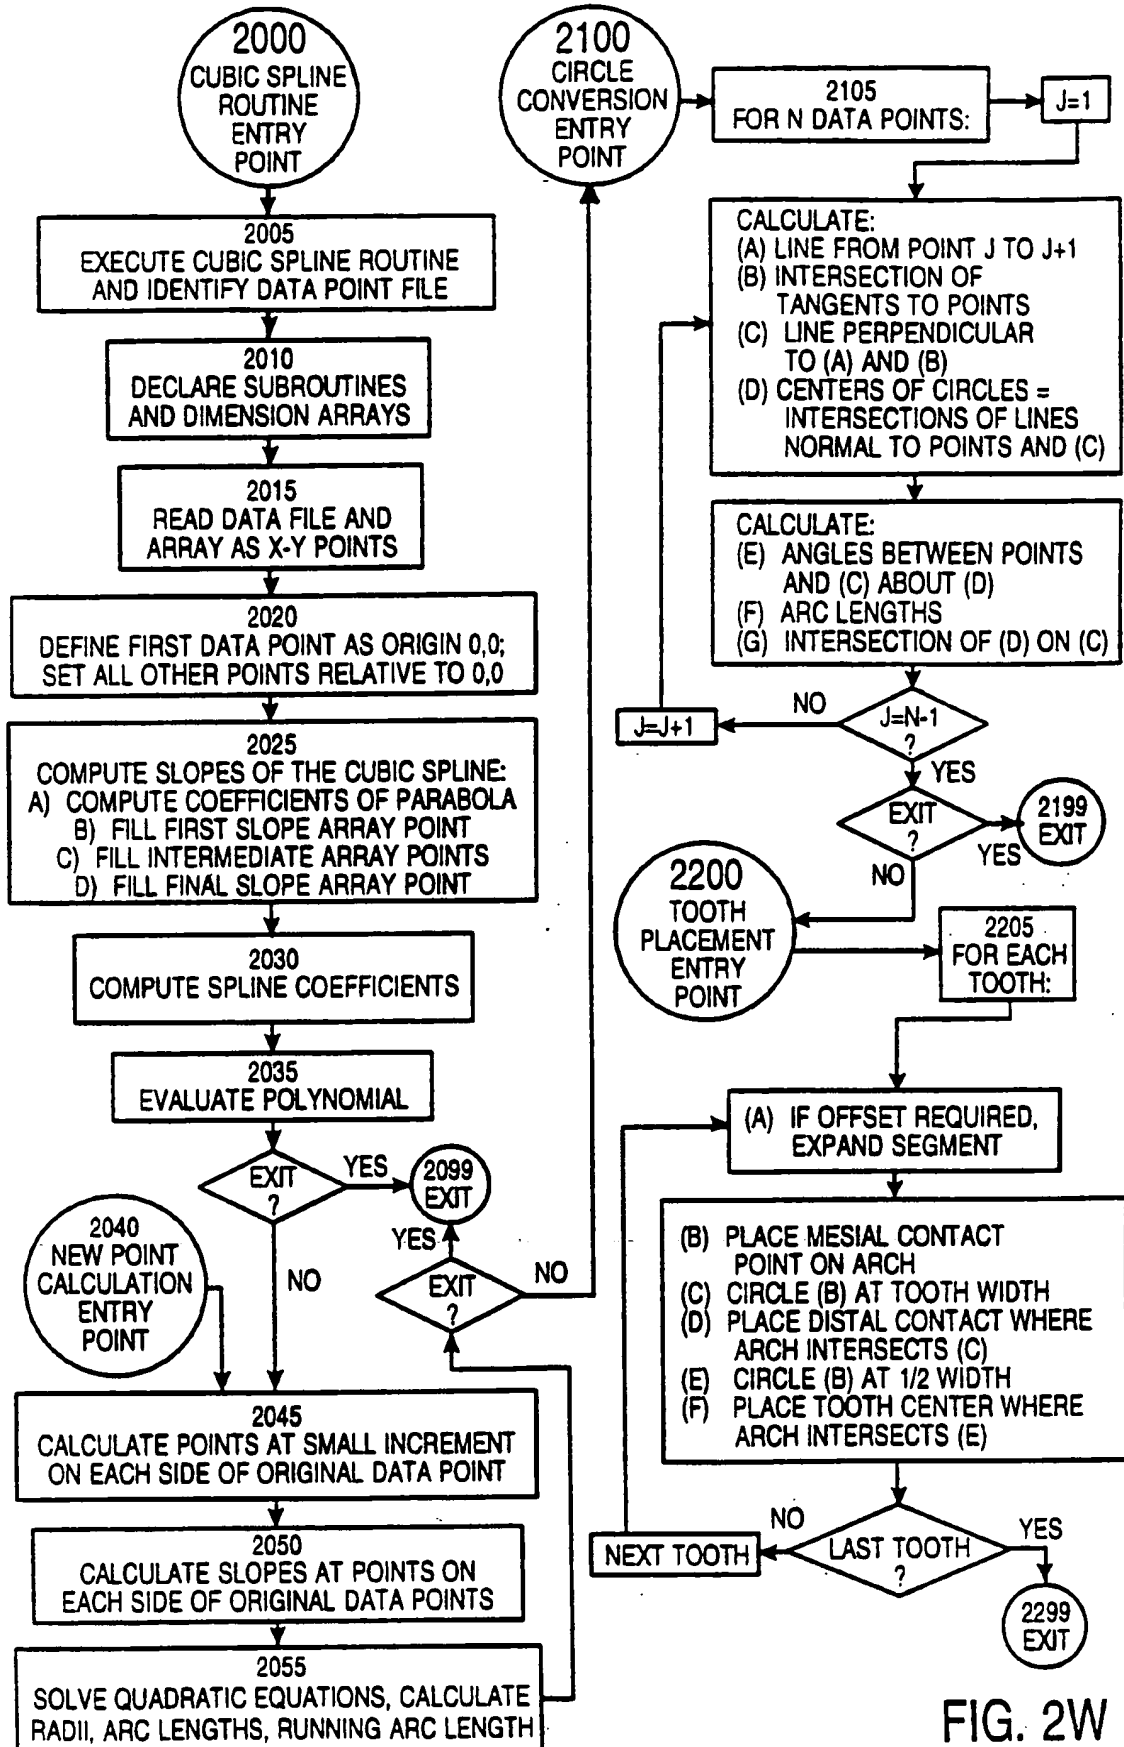 2000
CUBIC SPLINE
ROUTINE
ENTRY
POINT
2005
EXECUTE CUBIC SPLINE ROUTINE
AND IDENTIFY DATA POINT FILE
2010
DECLARE SUBROUTINES
AND DIMENSION ARRAYS
2015
READ DATA FILE AND
ARRAY AS X-Y POINTS
2020
DEFINE FIRST DATA POINT AS ORIGIN 0,0;
SET ALL OTHER POINTS RELATIVE TO 0,0
2025
COMPUTE SLOPES OF THE CUBIC SPLINE:
A) COMPUTE COEFFICIENTS OF PARABOLA
B) FILL FIRST SLOPE ARRAY POINT
C) FILL INTERMEDIATE ARRAY POINTS
D) FILL FINAL SLOPE ARRAY POINT
2030
COMPUTE SPLINE COEFFICIENTS
2035
EVALUATE POLYNOMIAL
EXIT
?
YES
2099
EXIT
NO
2040
NEW POINT
CALCULATION
ENTRY
POINT
YES
EXIT
?
NO
2045
CALCULATE POINTS AT SMALL INCREMENT
ON EACH SIDE OF ORIGINAL DATA POINT
2050
CALCULATE SLOPES AT POINTS ON
EACH SIDE OF ORIGINAL DATA POINTS
2055
SOLVE QUADRATIC EQUATIONS, CALCULATE
RADII, ARC LENGTHS, RUNNING ARC LENGTH
2100
CIRCLE
CONVERSION
ENTRY
POINT
2105
FOR N DATA POINTS:
J=1
CALCULATE:
(A) LINE FROM POINT J TO J+1
(B) INTERSECTION OF
TANGENTS TO POINTS
(C) LINE PERPENDICULAR
TO (A) AND (B)
(D) CENTERS OF CIRCLES =
INTERSECTIONS OF LINES
NORMAL TO POINTS AND (C)
CALCULATE:
(E) ANGLES BETWEEN POINTS
AND (C) ABOUT (D)
(F) ARC LENGTHS
(G) INTERSECTION OF (D) ON (C)
J=N-1
?
NO
J=J+1
YES
EXIT
?
YES
2199
EXIT
NO
2200
TOOTH
PLACEMENT
ENTRY
POINT
2205
FOR EACH
TOOTH:
(A) IF OFFSET REQUIRED,
EXPAND SEGMENT
(B) PLACE MESIAL CONTACT
POINT ON ARCH
(C) CIRCLE (B) AT TOOTH WIDTH
(D) PLACE DISTAL CONTACT WHERE
ARCH INTERSECTS (C)
(E) CIRCLE (B) AT 1/2 WIDTH
(F) PLACE TOOTH CENTER WHERE
ARCH INTERSECTS (E)
LAST TOOTH
?
NO
NEXT TOOTH
YES
2299
EXIT
FIG. 2W